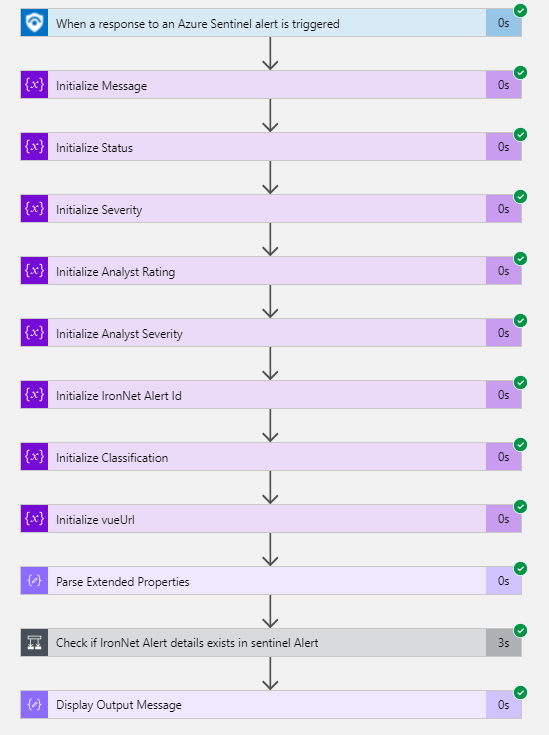 When a response to an Azure Sentinel alert is triggered 0s
{x} Initialize Message 0s
{x} Initialize Status 0s
{x} Initialize Severity 0s
{x} Initialize Analyst Rating 0s
{x} Initialize Analyst Severity 0s
{x} Initialize IronNet Alert Id 0s
{x} Initialize Classification 0s
{x} Initialize vueUrl 0s
Parse Extended Properties 0s
Check if IronNet Alert details exists in sentinel Alert 3s
Display Output Message 0s